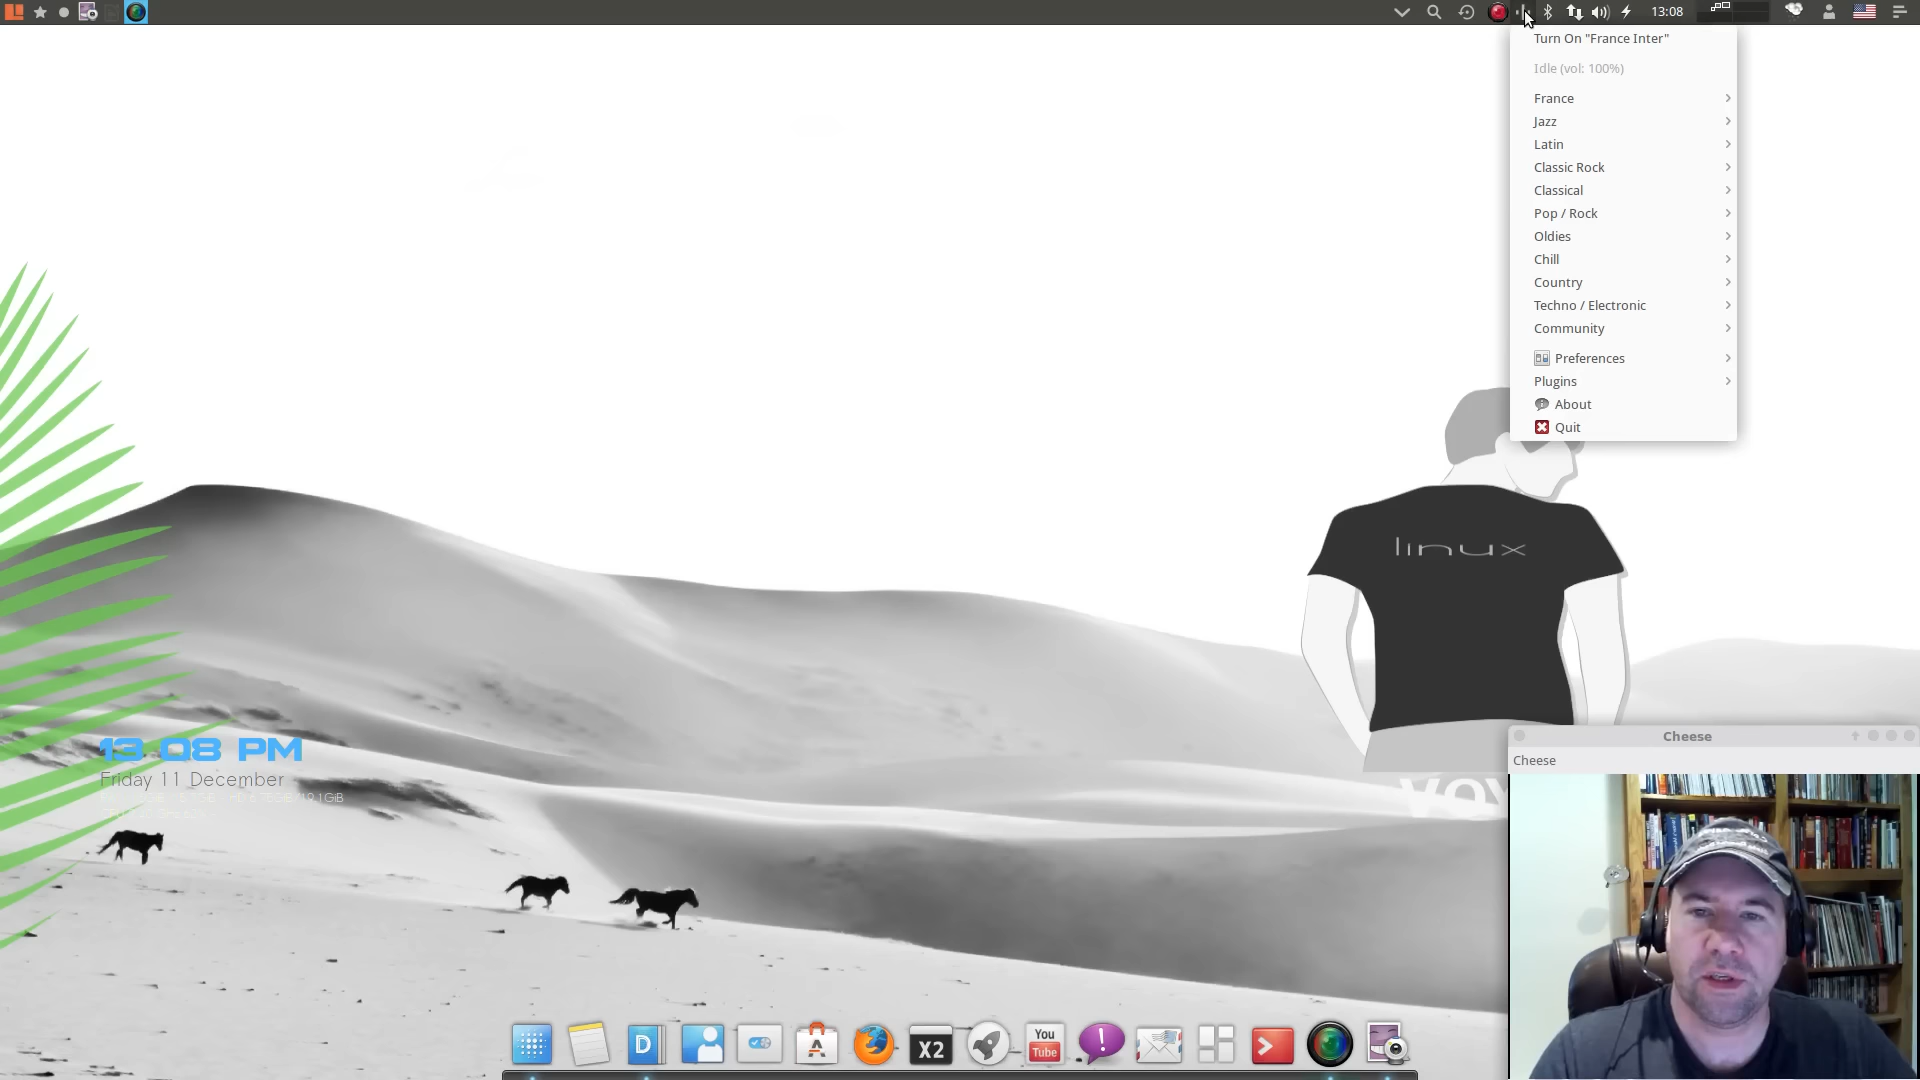 13:08
Turn On "France Inter"
Idle (vol: 100%)
France
Jazz
Latin
Classic Rock
Classical
Pop / Rock
Oldies
Chill
Country
Techno / Electronic
Community
Preferences
Plugins
About
Quit
linux
13 08 PM
Friday 11 December
Cheese
Cheese
D
A
X2
You
Tube